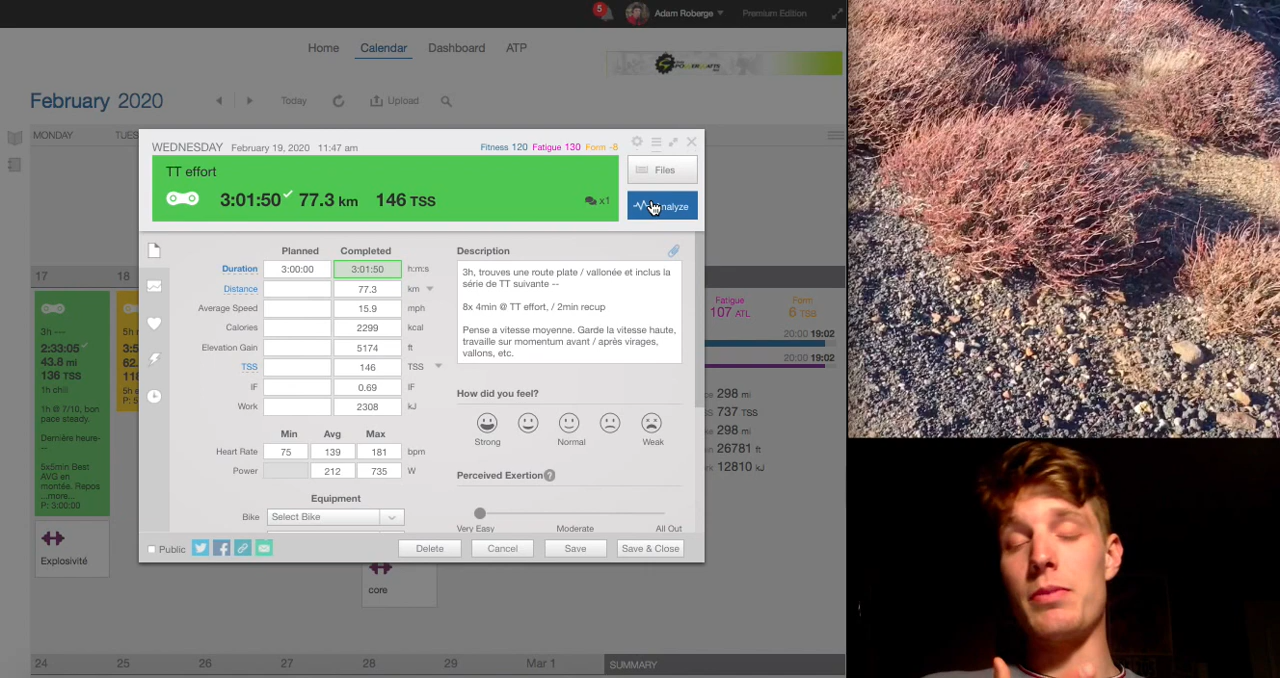 5
Adam Roberge
Premium Edition
Home
Calendar
Dashboard
ATP
February 2020
Today
Upload
MONDAY
TUES
WEDNESDAY February 19, 2020 11:47 am
Fitness 120 Fatigue 130 Form -8
TT effort
3:01:50 77.3 km 146 TSS
x1
Files
Analyze
Planned Completed
Duration 3:00:00 3:01:50 h:m:s
Distance 77.3 km
Average Speed 15.9 mph
Calories 2299 kcal
Elevation Gain 5174 ft
TSS 146 TSS
IF 0.69 IF
Work 2308 kJ
Min Avg Max
Heart Rate 75 139 181 bpm
Power 212 735 W
Equipment
Bike Select Bike
Description
3h, trouves une route plate / vallonée et inclus la
série de TT suivante --
8x 4min @ TT effort, / 2min recup
Pense a vitesse moyenne. Garde la vitesse haute,
travaille sur momentum avant / après virages,
vallons, etc.
How did you feel?
Strong Normal Weak
Perceived Exertion ?
Very Easy Moderate All Out
Public
Delete
Cancel
Save
Save & Close
17
18
3h ---
2:33:05
43.8 mi
136 TSS
1h @ 7/10, bon
pace steady.
Dernière heure-
--
5x5min Best
AVG en
montée. Repos
...more...
P: 3:00:00
Explosivité
5h
62.
118
core
Fatigue
107 ATL
Form
6 TSS
20:00 19:02
20:00 19:02
298 mi
737 TSS
298 mi
26781 ft
12810 kJ
24
25
26
27
28
29
Mar 1
SUMMARY